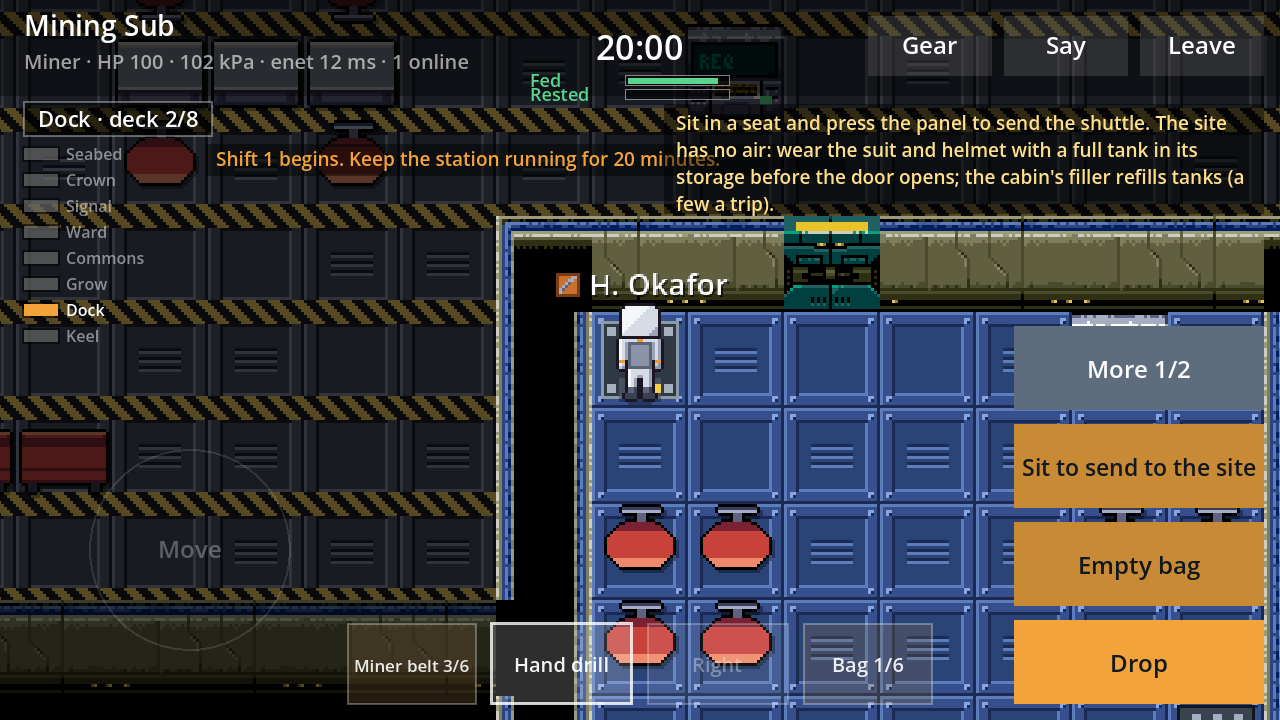 Mining Sub
Miner · HP 100 · 102 kPa · enet 12 ms · 1 online
20:00
Fed
Rested
Gear
Say
Leave
REQ
Dock · deck 2/8
Seabed
Crown
Signal
Ward
Commons
Grow
Dock
Keel
Shift 1 begins. Keep the station running for 20 minutes.
Sit in a seat and press the panel to send the shuttle. The site
has no air: wear the suit and helmet with a full tank in its
storage before the door opens; the cabin's filler refills tanks (a
few a trip).
H. Okafor
More 1/2
Sit to send to the site
Empty bag
Drop
Move
Miner belt 3/6
Hand drill
Right
Bag 1/6